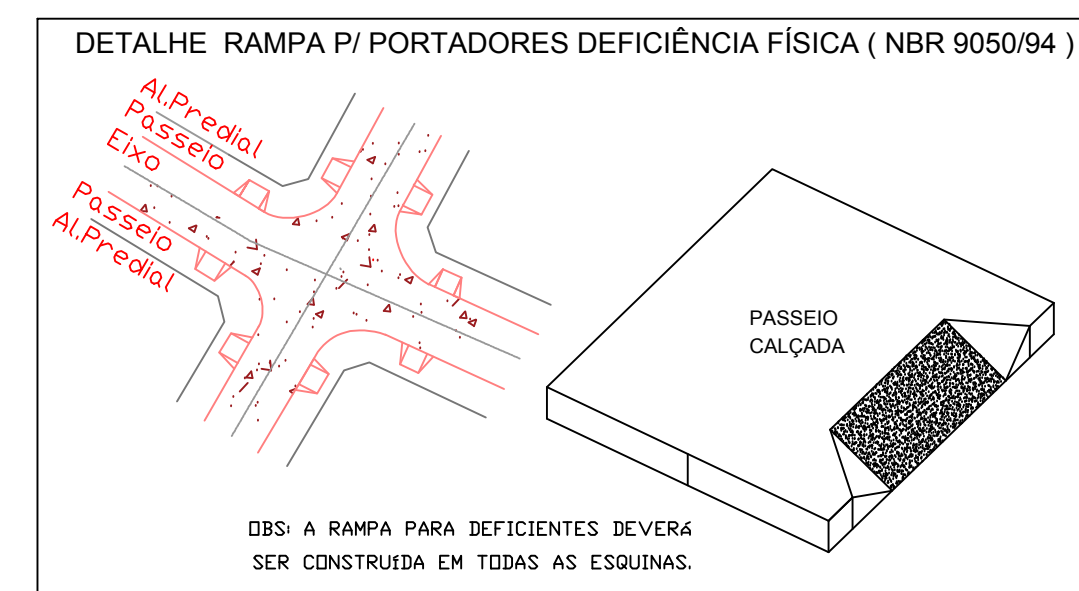 DETALHE RAMPA P/ PORTADORES DEFICIÊNCIA FÍSICA ( NBR 9050/94 )
Al.Predial
Passeio
Eixo
Passeio
Al.Predial
PASSEIO
CALÇADA
OBS: A RAMPA PARA DEFICIENTES DEVERá
SER CONSTRUíDA EM TODAS AS ESQUINAS.